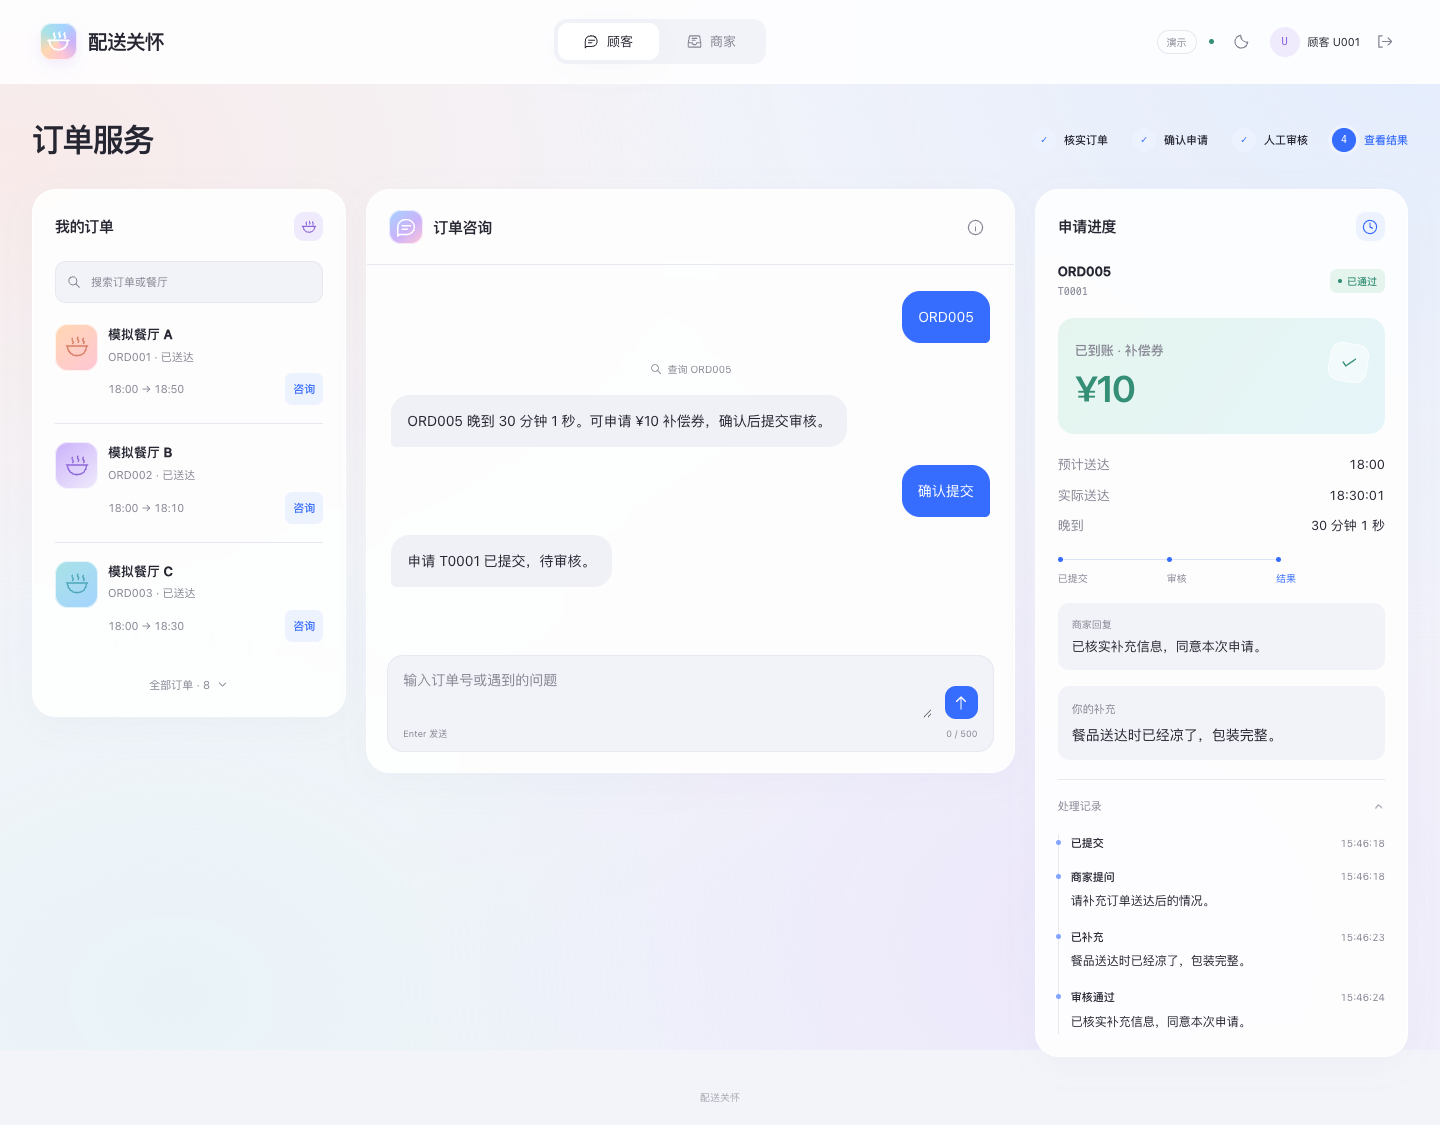 配送关怀
顾客
商家
演示
U
顾客 U001
订单服务
✓ 核实订单
✓ 确认申请
✓ 人工审核
4 查看结果
我的订单
搜索订单或餐厅
模拟餐厅 A
ORD001 · 已送达
18:00 → 18:50
咨询
模拟餐厅 B
ORD002 · 已送达
18:00 → 18:10
咨询
模拟餐厅 C
ORD003 · 已送达
18:00 → 18:30
咨询
全部订单 · 8
订单咨询
ORD005
查询 ORD005
ORD005 晚到 30 分钟 1 秒。可申请 ¥10 补偿券，确认后提交审核。
确认提交
申请 T0001 已提交，待审核。
输入订单号或遇到的问题
Enter 发送
0 / 500
申请进度
ORD005
T0001
已通过
已到账 · 补偿券
¥10
预计送达
18:00
实际送达
18:30:01
晚到
30 分钟 1 秒
已提交
审核
结果
商家回复
已核实补充信息，同意本次申请。
你的补充
餐品送达时已经凉了，包装完整。
处理记录
已提交
15:46:18
商家提问
15:46:18
请补充订单送达后的情况。
已补充
15:46:23
餐品送达时已经凉了，包装完整。
审核通过
15:46:24
已核实补充信息，同意本次申请。
配送关怀